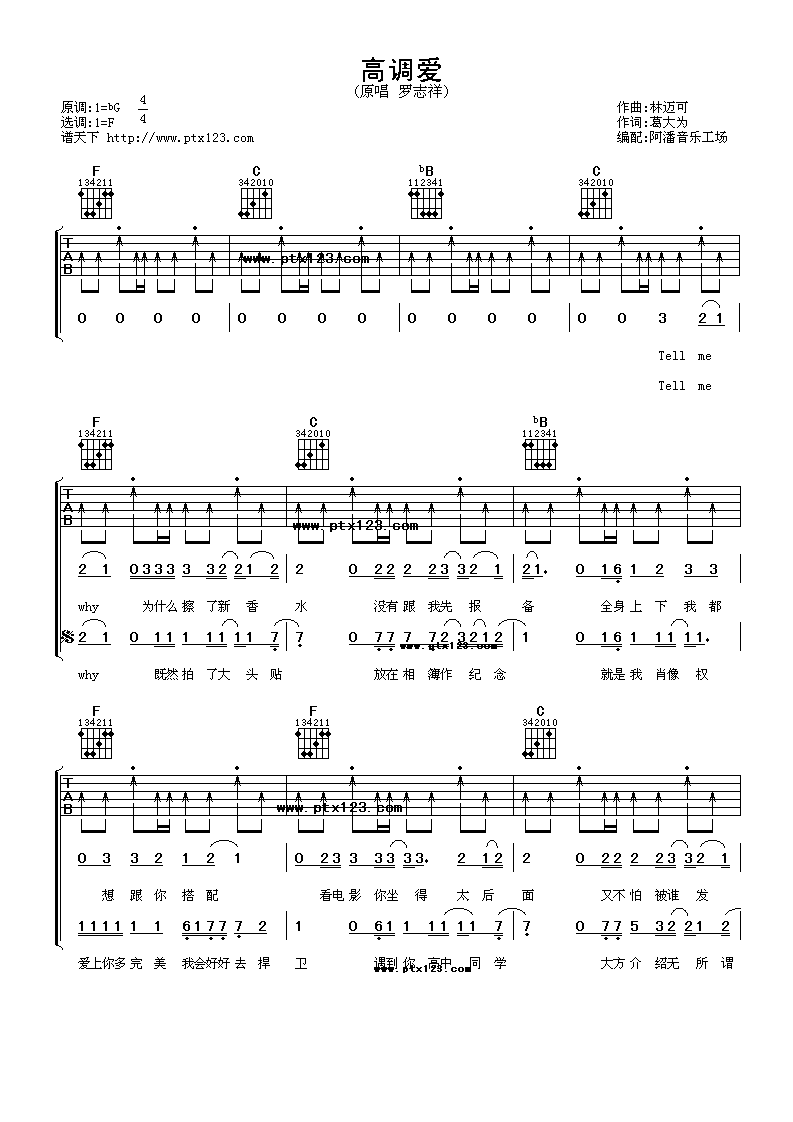 高调爱
(原唱 罗志祥)
原调:1=bG 4/4 作曲:林迈可
选调:1=F 作词:葛大为
谱天下 http://www.ptx123.com 编配:阿潘音乐工场
F C bB C
134211 342010 112341 342010
T A B
www.ptx123.com
0 0 0 0 0 0 0 0 0 0 0 0 0 0 3 2 1
Tell me
Tell me
F C bB
134211 342010 112341
T A B
www.ptx123.com
2 1 0 3 3 3 3 3 2 2 1 2 2 0 2 2 2 2 3 3 2 1 2 1. 0 1 6 1 2 3 3
why 为什么擦了新香水 没有跟我先报备 全身上下我都
2 1 0 1 1 1 1 1 1 1 7 7 0 7 7 7 7 2 3 2 1 2 1 0 1 6 1 1 1 1 1.
www.ptx123.com
why 既然拍了大头贴 放在相簿作纪念 就是我肖像权
F F C
134211 134211 342010
T A B
www.ptx123.com
0 3 3 2 1 2 1 0 2 3 3 3 3 3 3. 2 1 2 2 0 2 2 2 2 3 2 1
想跟你搭配 看电影你坐得太后面 又不怕被谁发
1 1 1 1 1 1 6 1 7 7 7 2 1 0 6 1 1 1 1 1 7 7 0 7 7 5 3 2 2 1 2
爱上你多完美 我会好好去捍卫 遇到你高中同学 大方介绍无所谓
www.ptx123.com